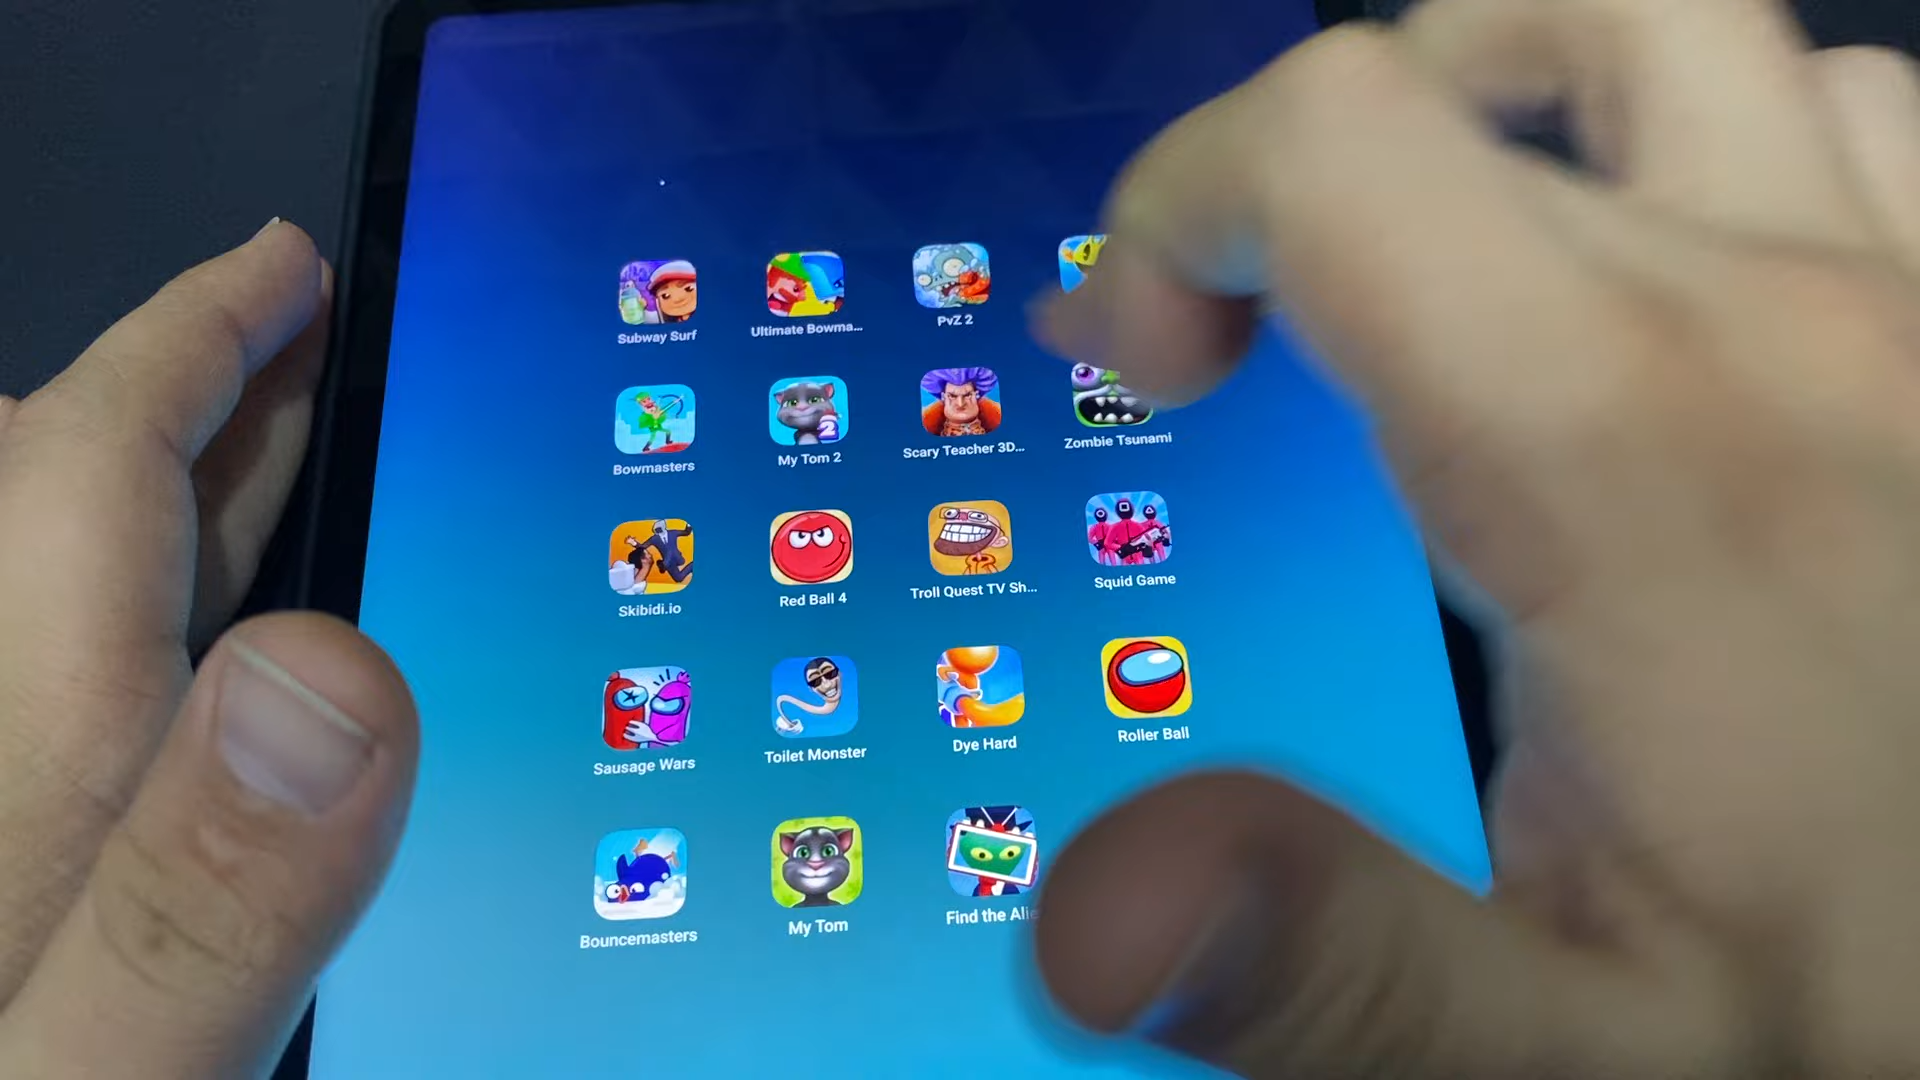 Subway Surf
Ultimate Bowma...
PvZ 2
Bowmasters
My Tom 2
Scary Teacher 3D...
Zombie Tsunami
Skibidi.io
Red Ball 4
Troll Quest TV Sh...
Squid Game
Sausage Wars
Toilet Monster
Dye Hard
Roller Ball
Bouncemasters
My Tom
Find the Alie